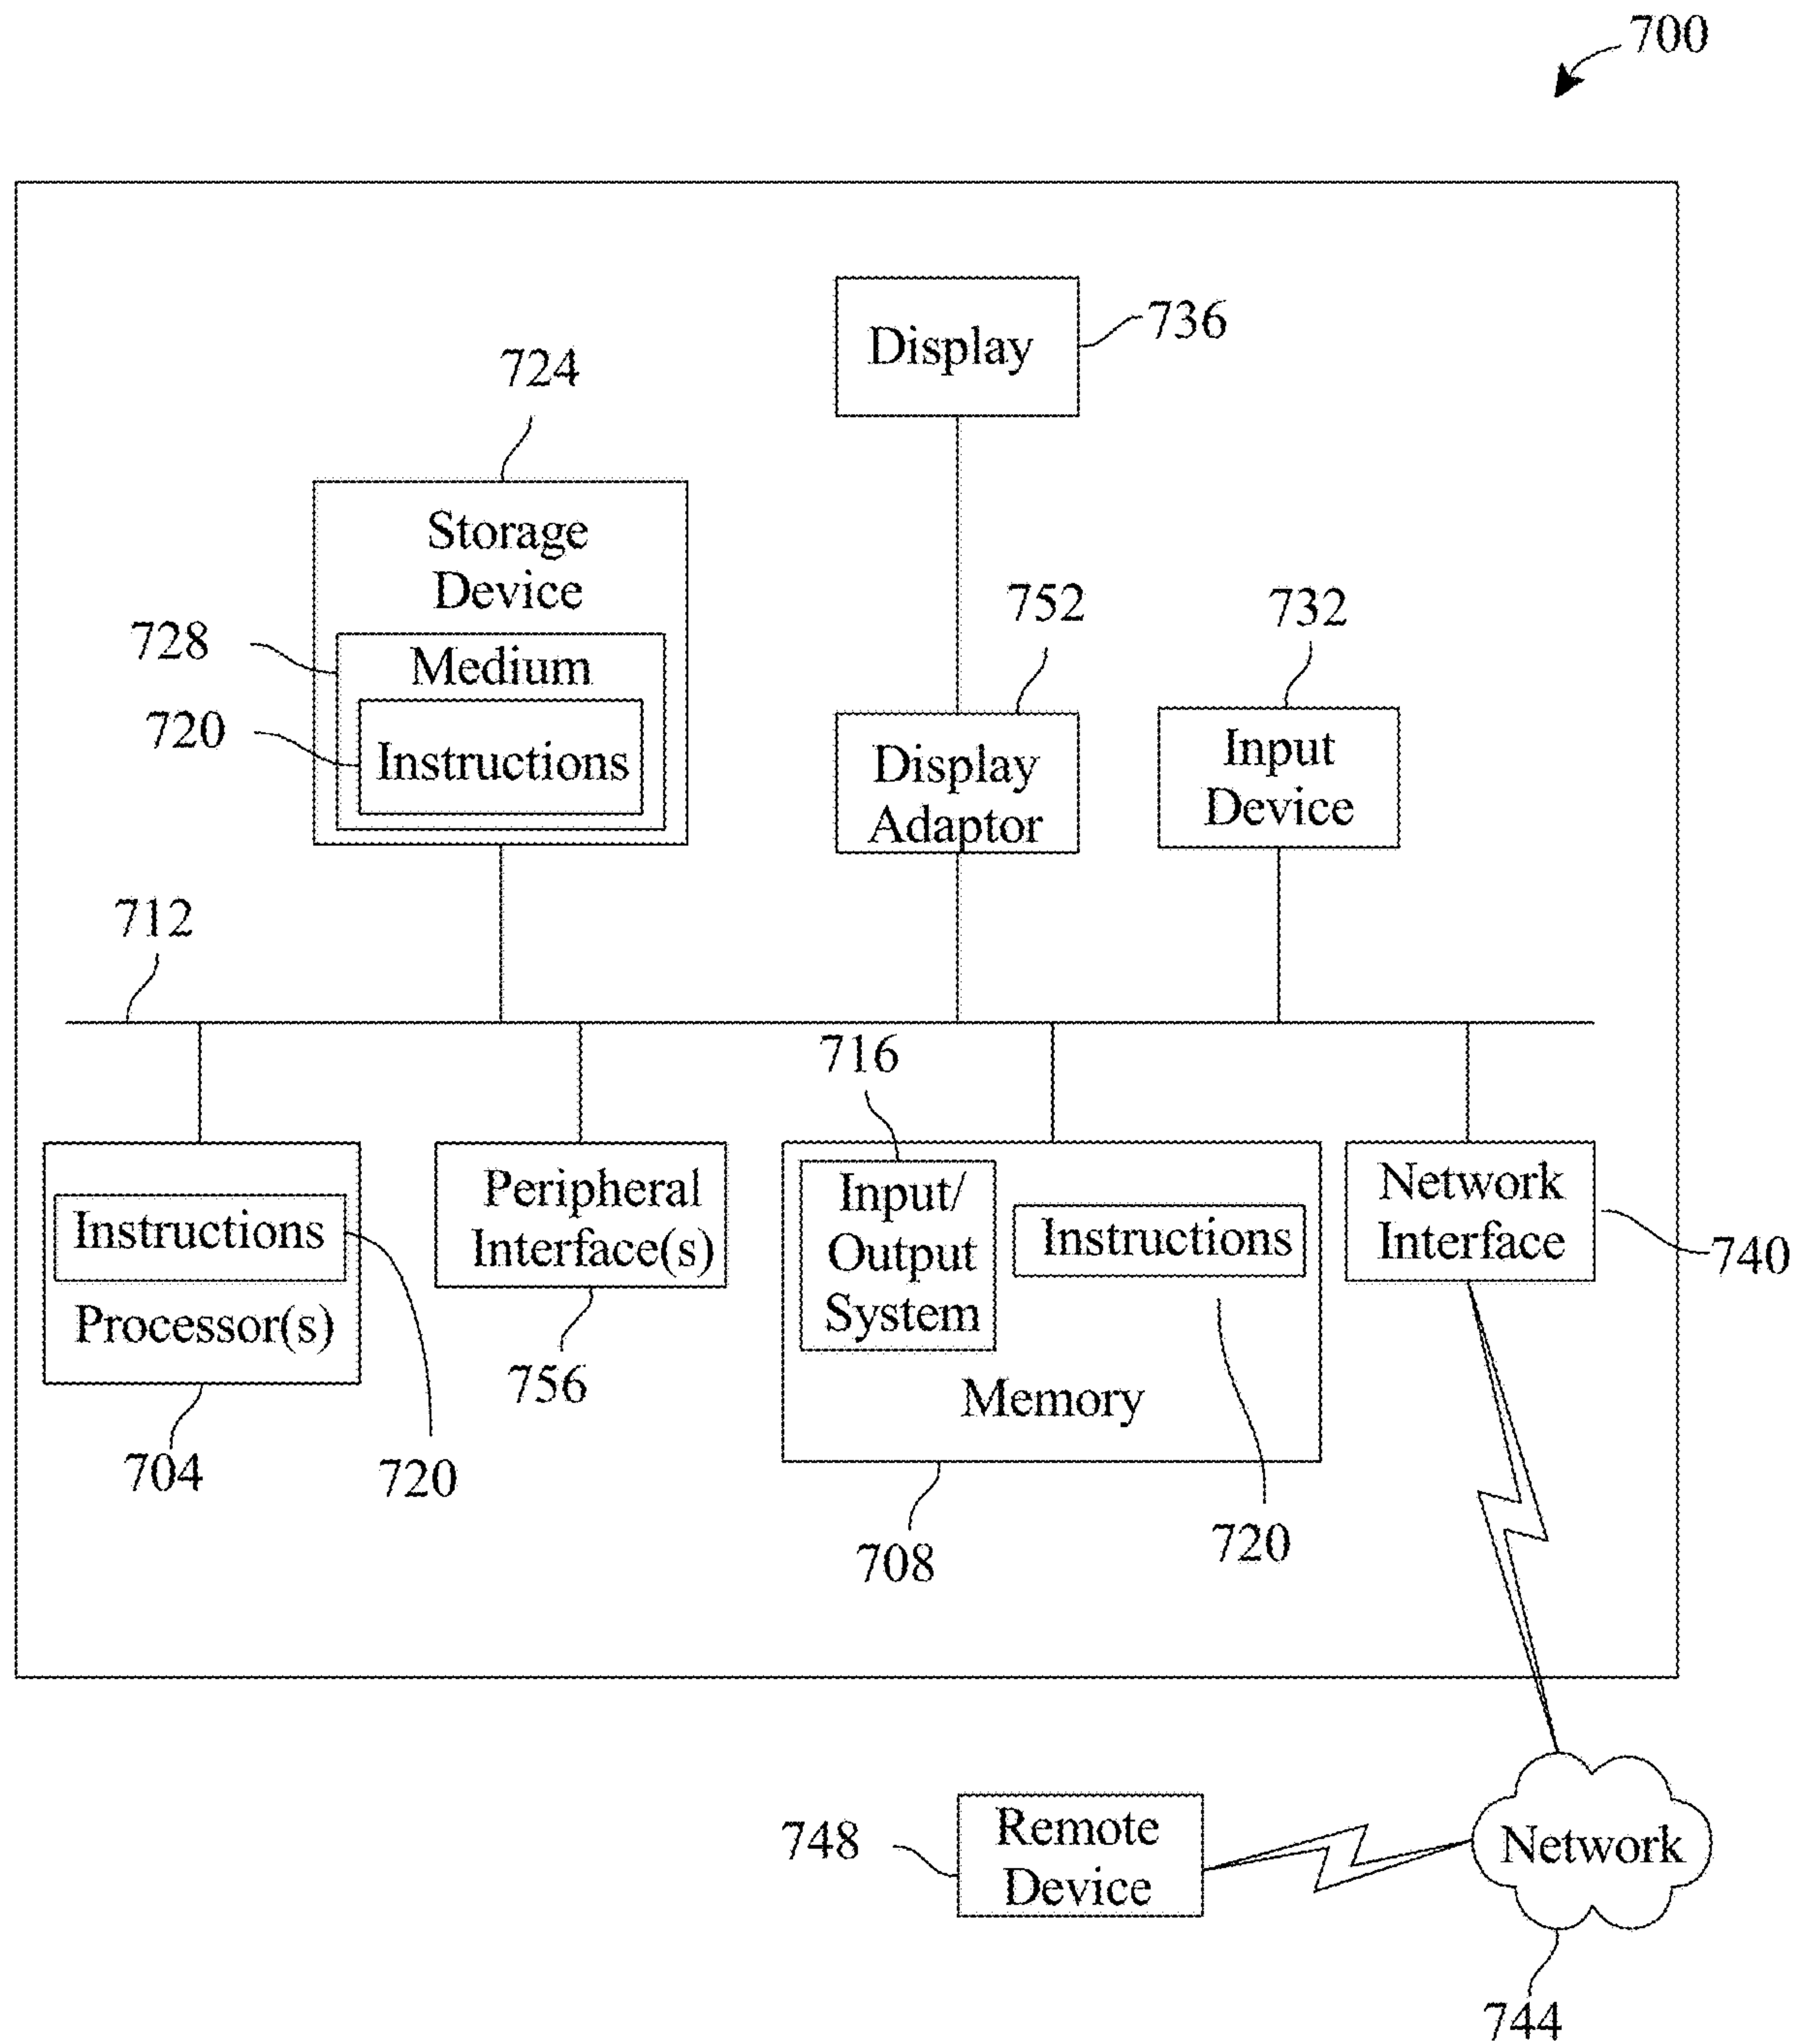 700
Display
736
724
Storage
Device
728
Medium
720
Instructions
752
Display
Adaptor
732
Input
Device
712
716
Instructions
Processor(s)
704
720
Peripheral
Interface(s)
756
Input/
Output
System
Instructions
Memory
708
720
Network
Interface
740
748
Remote
Device
Network
744